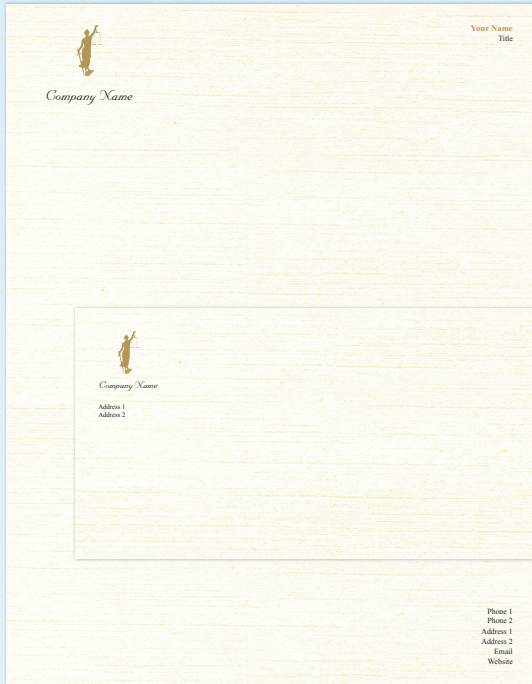 Your Name
Title
Company Name
Company Name
Address 1
Address 2
Phone 1
Phone 2
Address 1
Address 2
Email
Website